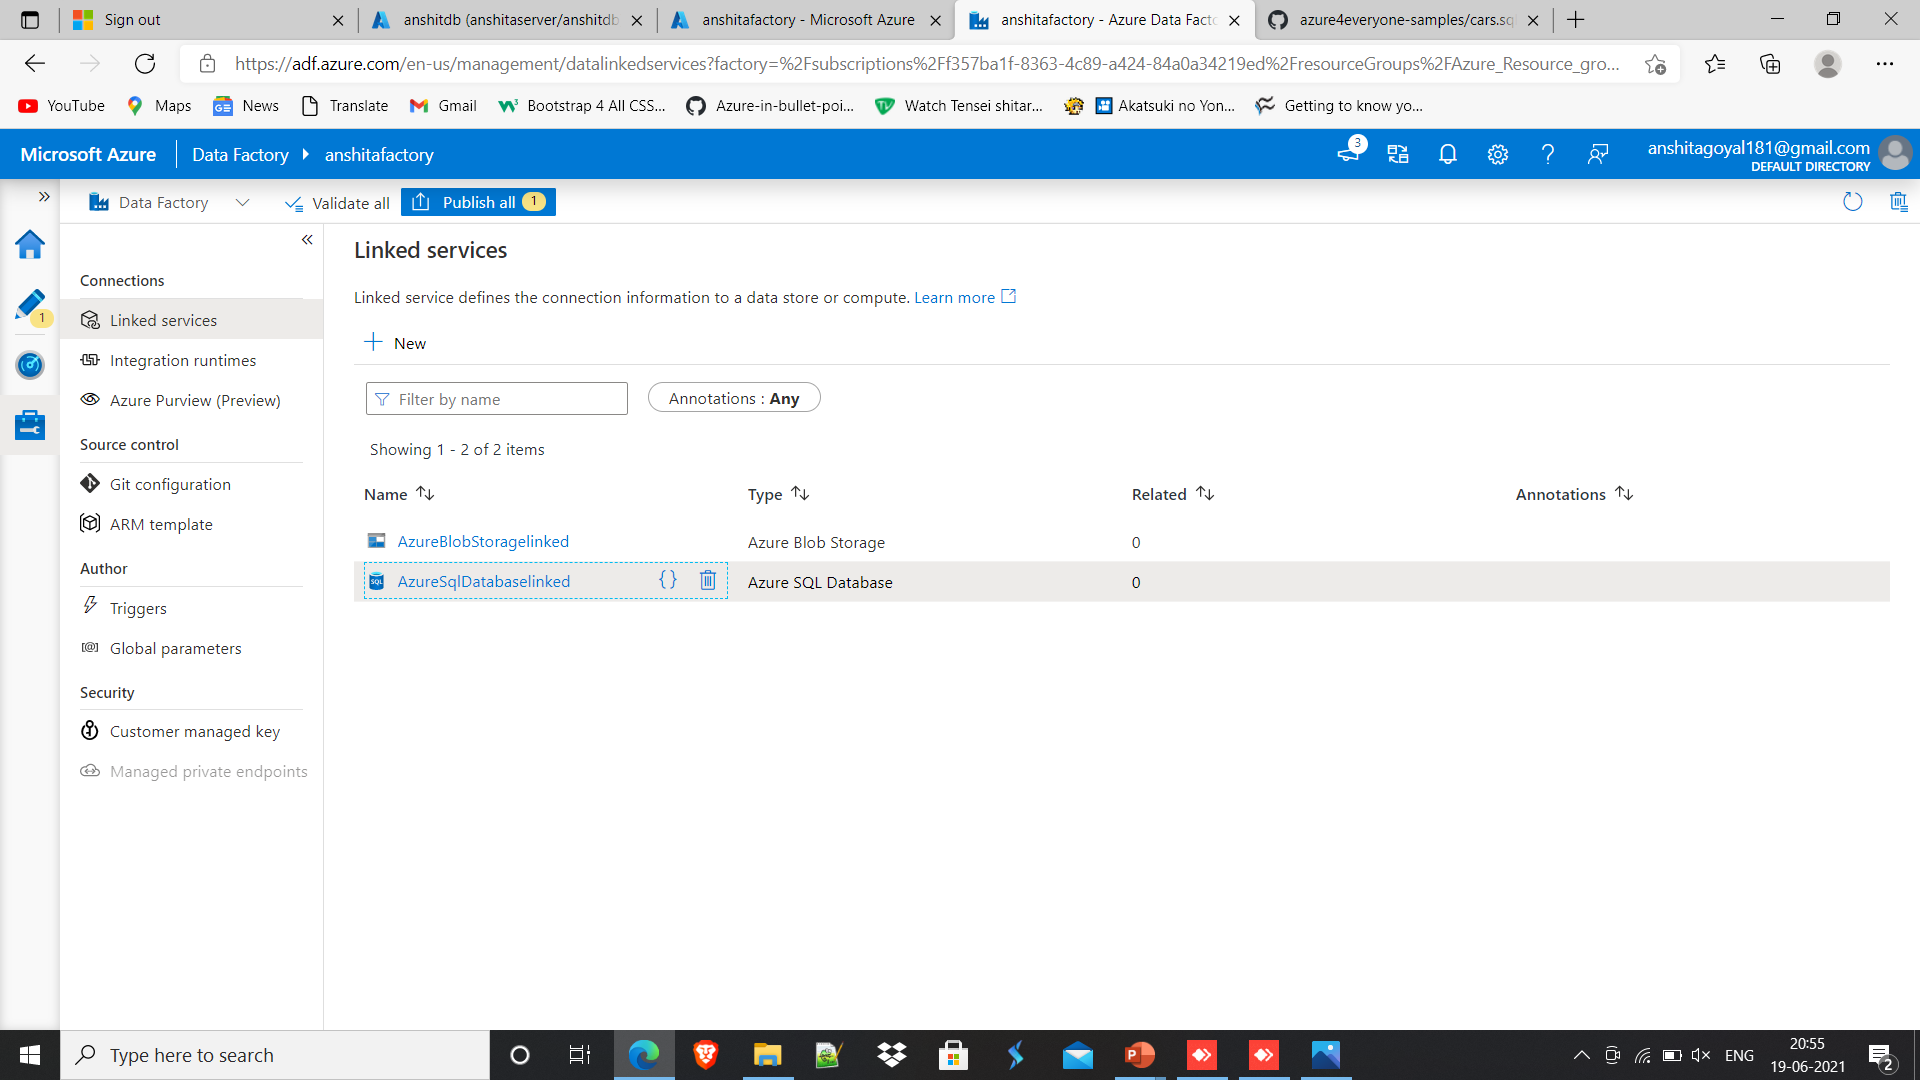 Sign out
anshitdb (anshitaserver/anshitdb
anshitafactory - Microsoft Azure
anshitafactory - Azure Data Facto
azure4everyone-samples/cars.sq
https://adf.azure.com/en-us/management/datalinkedservices?factory=%2Fsubscriptions%2Ff357ba1f-8363-4c89-a424-84a0a34219ed%2FresourceGroups%2FAzure_Resource_gro...
YouTube
Maps
News
Translate
Gmail
Bootstrap 4 All CSS...
Azure-in-bullet-poi...
Watch Tensei shitar...
Akatsuki no Yon...
Getting to know yo...
Microsoft Azure
Data Factory
anshitafactory
3
anshitagoyal181@gmail.com
DEFAULT DIRECTORY
Data Factory
Validate all
Publish all 1
1
Connections
Linked services
Integration runtimes
Azure Purview (Preview)
Source control
Git configuration
ARM template
Author
Triggers
Global parameters
Security
Customer managed key
Managed private endpoints
Linked services
Linked service defines the connection information to a data store or compute. Learn more
New
Filter by name
Annotations : Any
Showing 1 - 2 of 2 items
Name Type Related Annotations
AzureBlobStoragelinked Azure Blob Storage 0
SQL AzureSqlDatabaselinked {} Azure SQL Database 0
Type here to search
ENG
20:55
19-06-2021
2